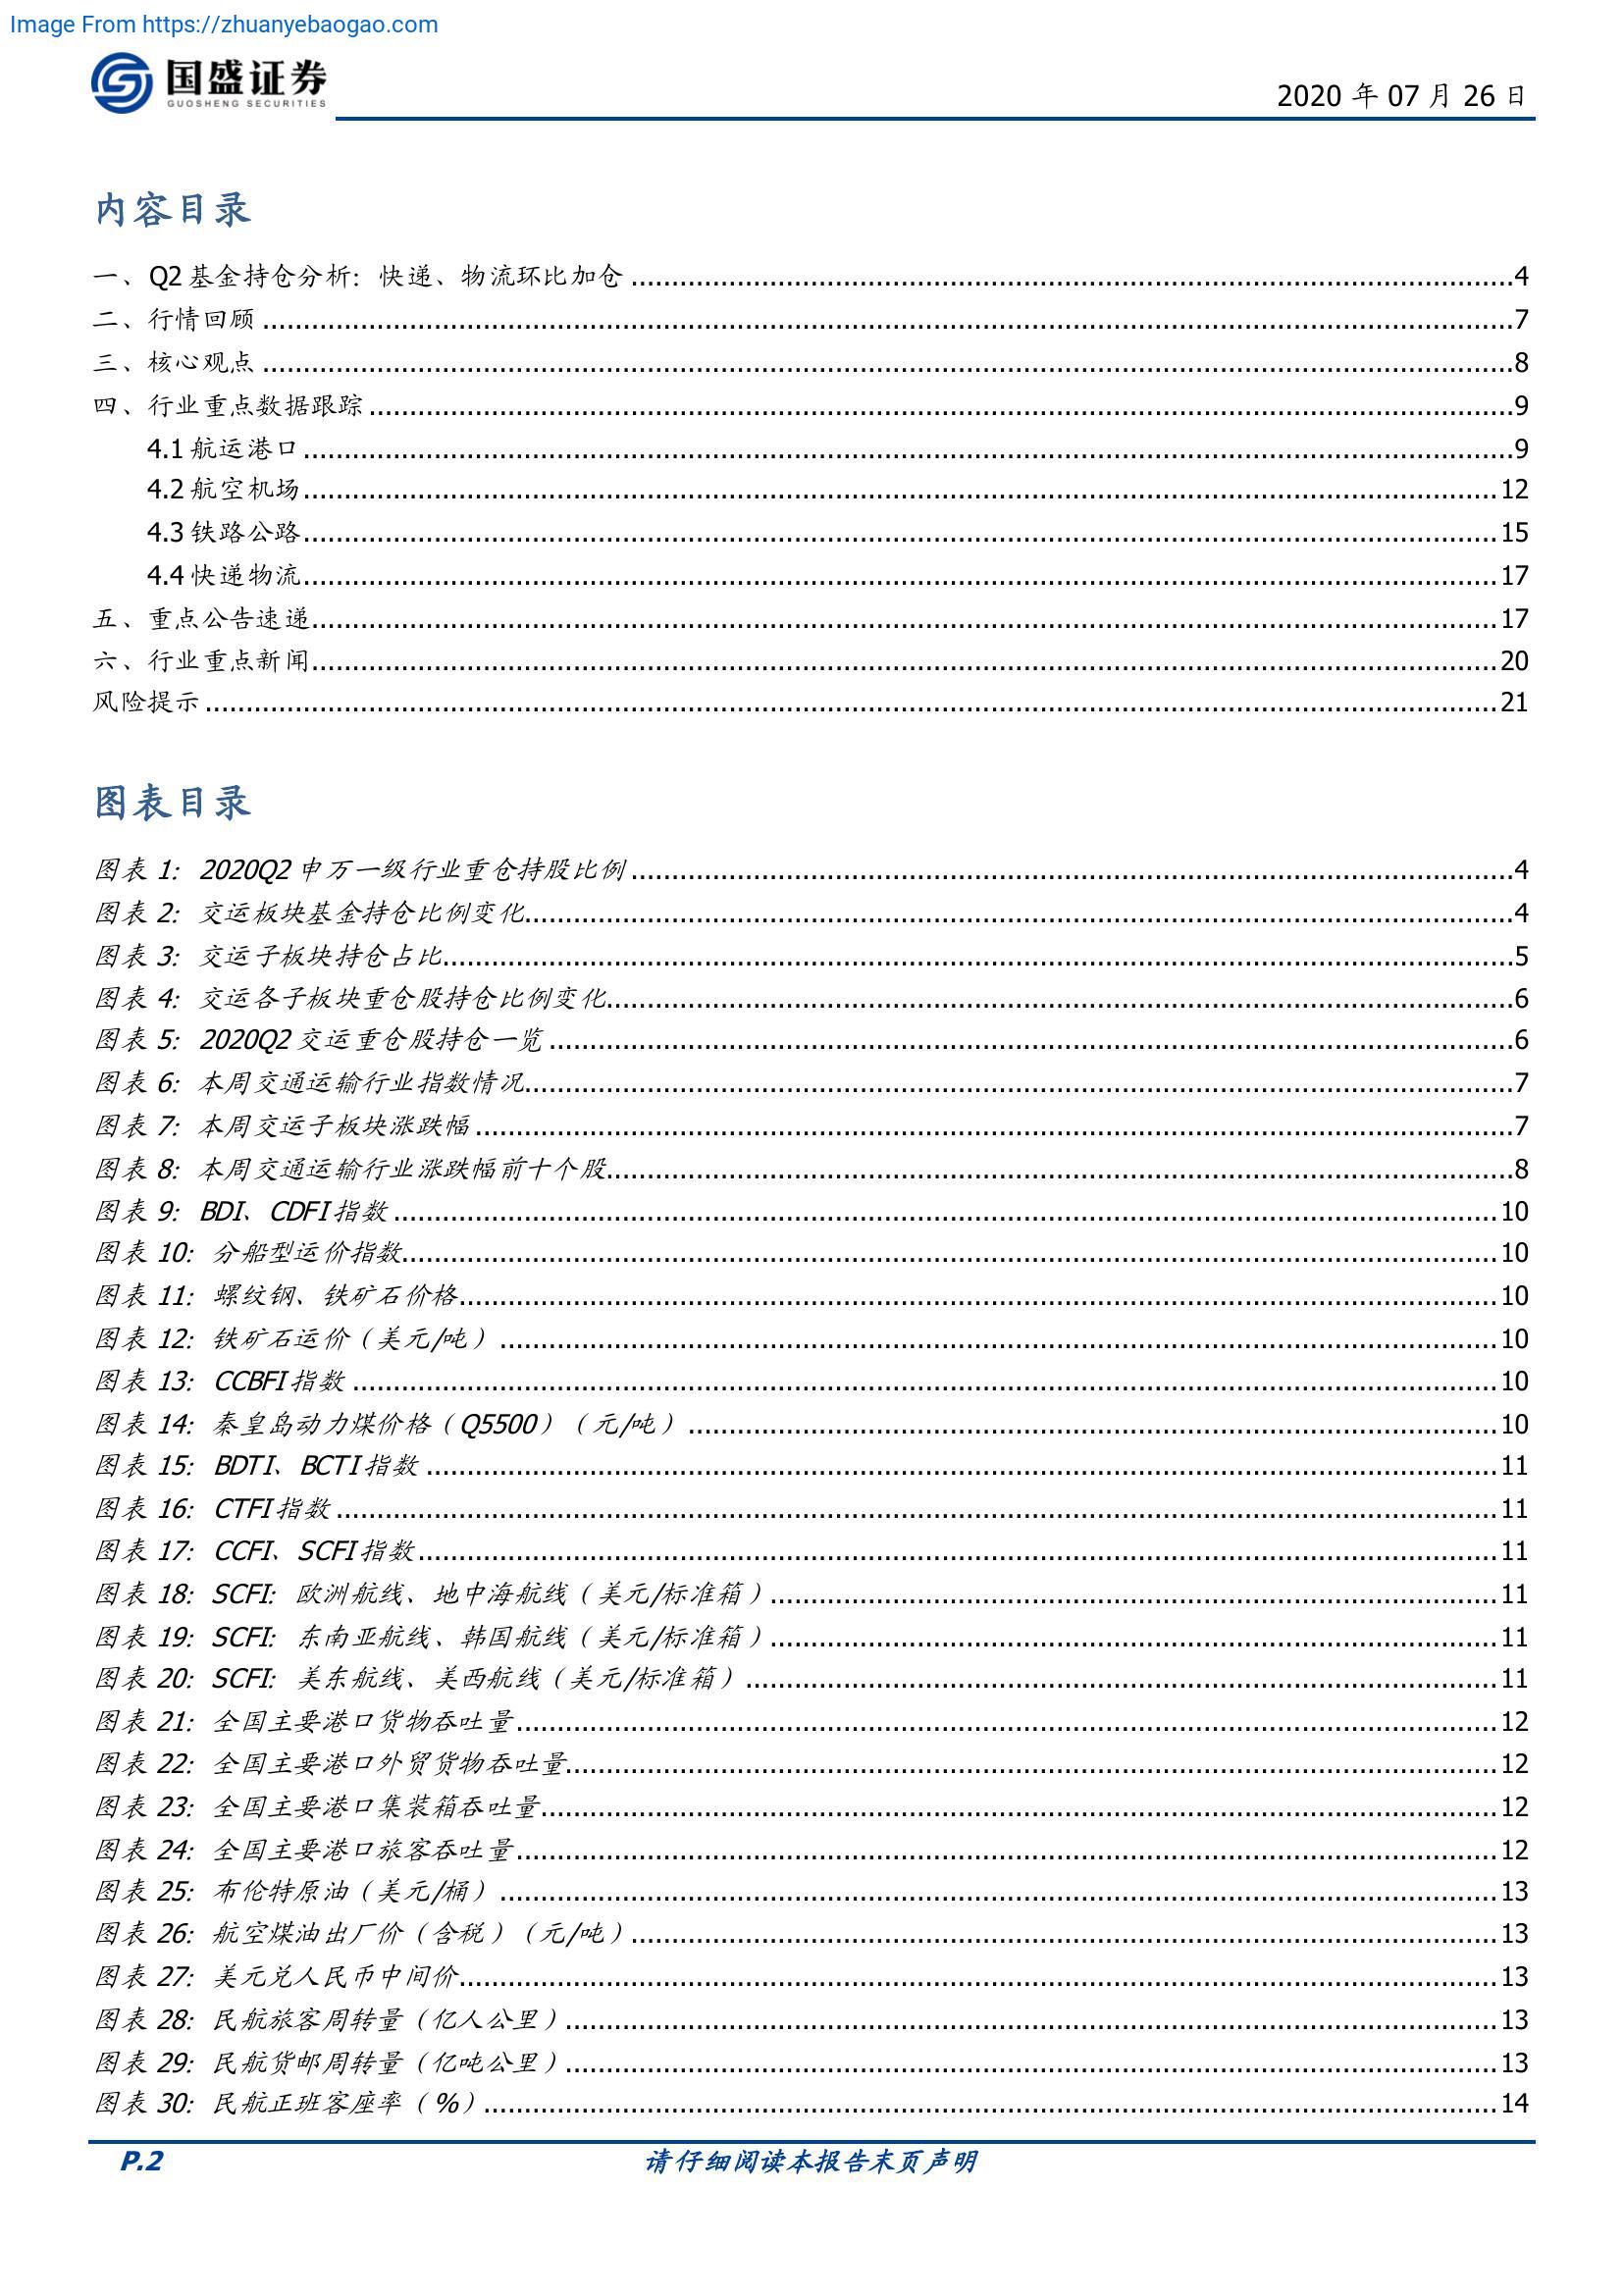 Image From https://zhuanyebaogao.com
国盛证券
GUOSHENG SECURITIES
2020 年 07 月 26 日
内容目录
一、Q2 基金持仓分析：快递、物流环比加仓 4
二、行情回顾 7
三、核心观点 8
四、行业重点数据跟踪 9
4.1 航运港口 9
4.2 航空机场 12
4.3 铁路公路 15
4.4 快递物流 17
五、重点公告速递 17
六、行业重点新闻 20
风险提示 21
图表目录
图表 1：2020Q2 申万一级行业重仓持股比例 4
图表 2：交运板块基金持仓比例变化 4
图表 3：交运子板块持仓占比 5
图表 4：交运各子板块重仓股持仓比例变化 6
图表 5：2020Q2 交运重仓股持仓一览 6
图表 6：本周交通运输行业指数情况 7
图表 7：本周交运子板块涨跌幅 7
图表 8：本周交通运输行业涨跌幅前十个股 8
图表 9：BDI、CDFI 指数 10
图表 10：分船型运价指数 10
图表 11：螺纹钢、铁矿石价格 10
图表 12：铁矿石运价（美元/吨） 10
图表 13：CCBFI 指数 10
图表 14：秦皇岛动力煤价格（Q5500）（元/吨） 10
图表 15：BDTI、BCTI 指数 11
图表 16：CTFI 指数 11
图表 17：CCFI、SCFI 指数 11
图表 18：SCFI：欧洲航线、地中海航线（美元/标准箱） 11
图表 19：SCFI：东南亚航线、韩国航线（美元/标准箱） 11
图表 20：SCFI：美东航线、美西航线（美元/标准箱） 11
图表 21：全国主要港口货物吞吐量 12
图表 22：全国主要港口外贸货物吞吐量 12
图表 23：全国主要港口集装箱吞吐量 12
图表 24：全国主要港口旅客吞吐量 12
图表 25：布伦特原油（美元/桶） 13
图表 26：航空煤油出厂价（含税）（元/吨） 13
图表 27：美元兑人民币中间价 13
图表 28：民航旅客周转量（亿人公里） 13
图表 29：民航货邮周转量（亿吨公里） 13
图表 30：民航正班客座率（%） 14
P.2
请仔细阅读本报告末页声明